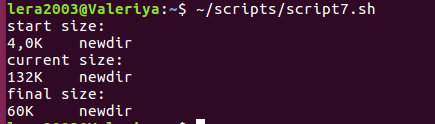 lera2003@Valeriya:~$ ~/scripts/script7.sh
start size:
4,0K newdir
current size:
132K newdir
final size:
60K newdir